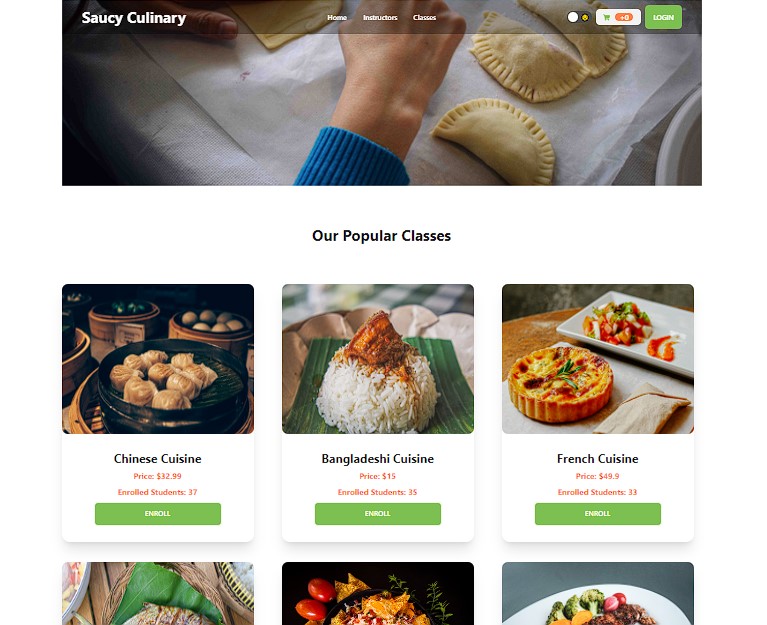 Saucy Culinary
Home Instructors Classes
+0
LOGIN
Our Popular Classes
Chinese Cuisine
Price: $32.99
Enrolled Students: 37
ENROLL
Bangladeshi Cuisine
Price: $15
Enrolled Students: 35
ENROLL
French Cuisine
Price: $49.9
Enrolled Students: 33
ENROLL